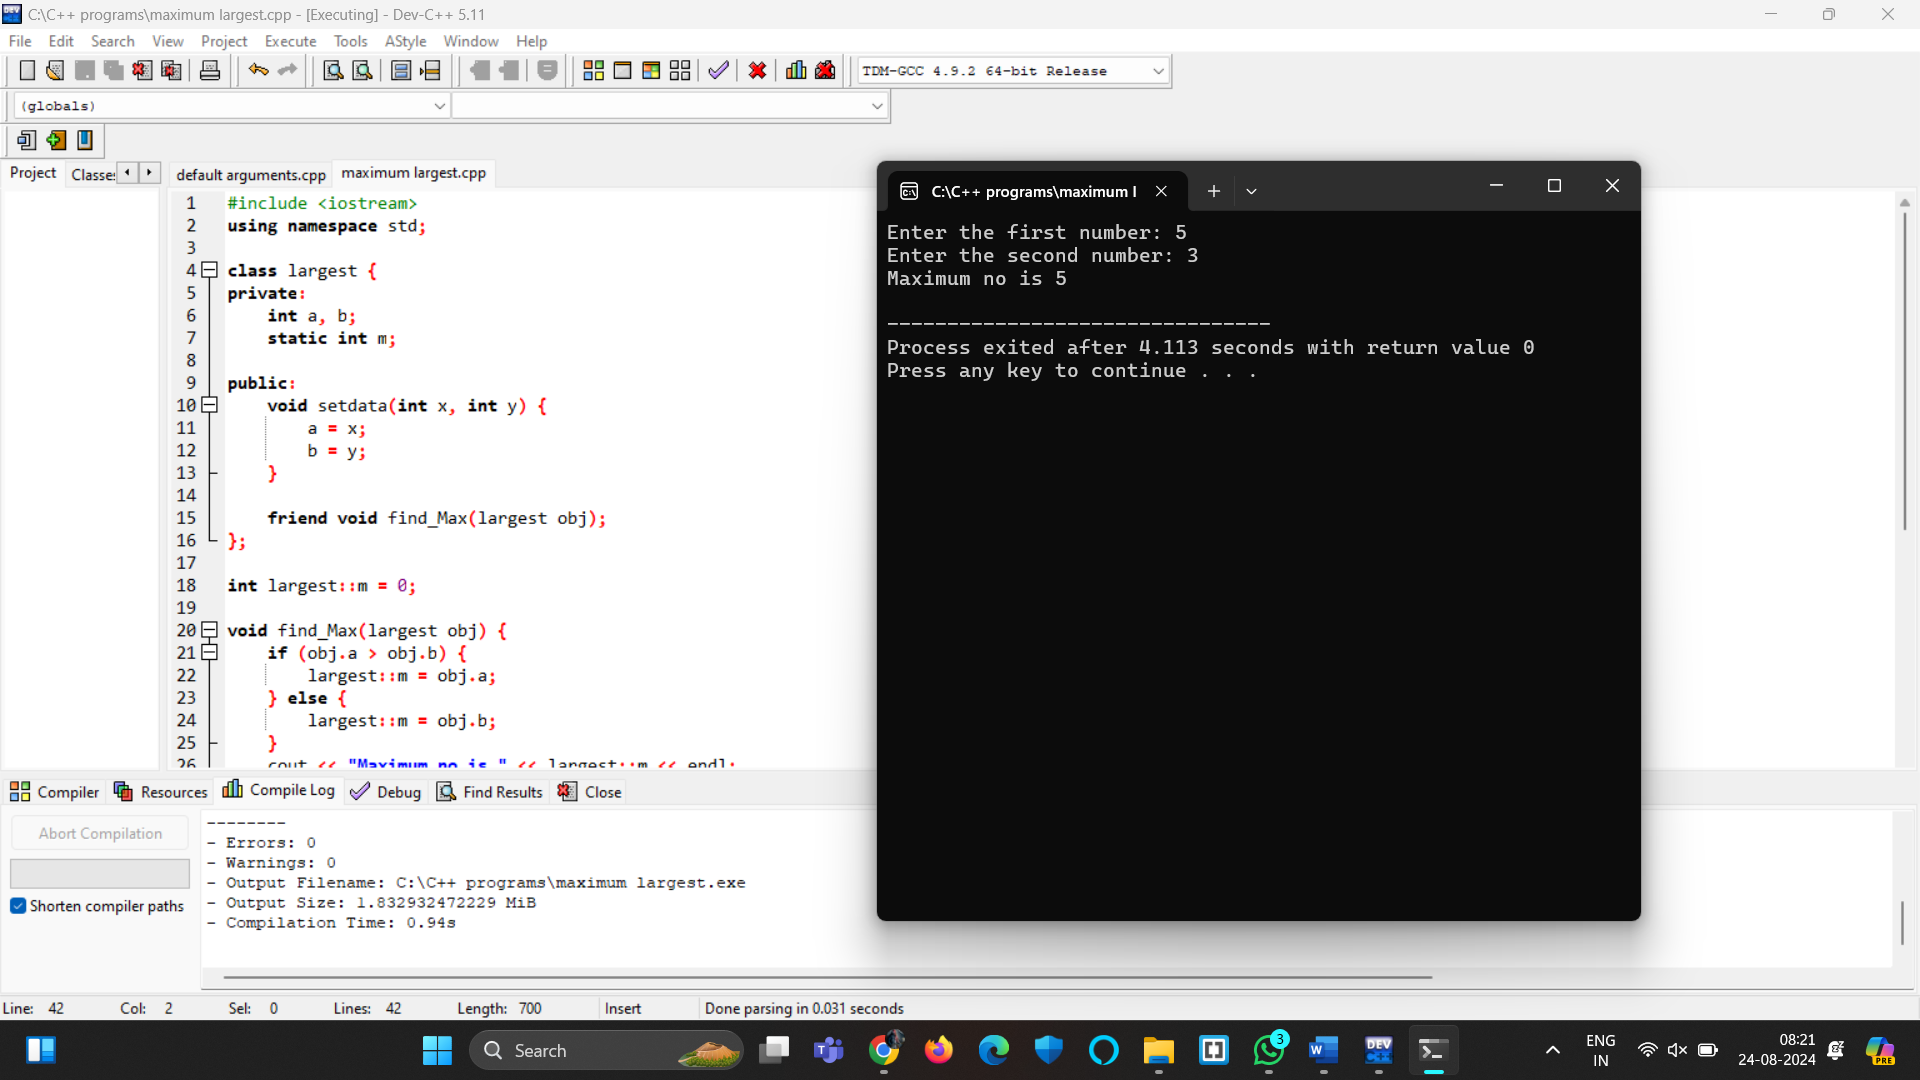 C:\C++ programs\maximum largest.cpp - [Executing] - Dev-C++ 5.11
File Edit Search View Project Execute Tools AStyle Window Help
TDM-GCC 4.9.2 64-bit Release
(globals)
Project Classes default arguments.cpp maximum largest.cpp
1 #include <iostream>
2 using namespace std;
3
4 class largest {
5 private:
6 int a, b;
7 static int m;
8
9 public:
10 void setdata(int x, int y) {
11 a = x;
12 b = y;
13 }
14
15 friend void find_Max(largest obj);
16 };
17
18 int largest::m = 0;
19
20 void find_Max(largest obj) {
21 if (obj.a > obj.b) {
22 largest::m = obj.a;
23 } else {
24 largest::m = obj.b;
25 }
26 cout << "Maximum no is " << largest::m << endl;
C:\C++ programs\maximum l
Enter the first number: 5
Enter the second number: 3
Maximum no is 5
--------------------------------
Process exited after 4.113 seconds with return value 0
Press any key to continue . . .
Compiler Resources Compile Log Debug Find Results Close
Abort Compilation
Shorten compiler paths
--------
- Errors: 0
- Warnings: 0
- Output Filename: C:\C++ programs\maximum largest.exe
- Output Size: 1.832932472229 MiB
- Compilation Time: 0.94s
Line: 42 Col: 2 Sel: 0 Lines: 42 Length: 700 Insert Done parsing in 0.031 seconds
Search
3
DEV
ENG
IN
08:21
24-08-2024
PRE